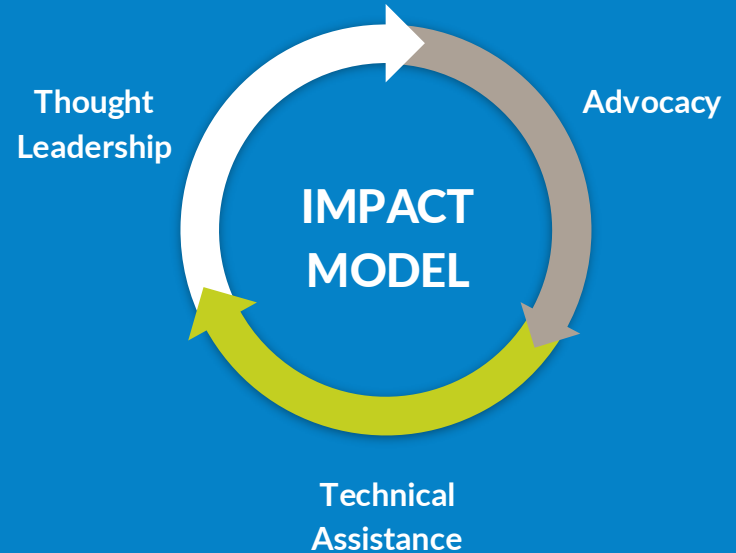 Thought
Leadership
Advocacy
IMPACT
MODEL
Technical
Assistance